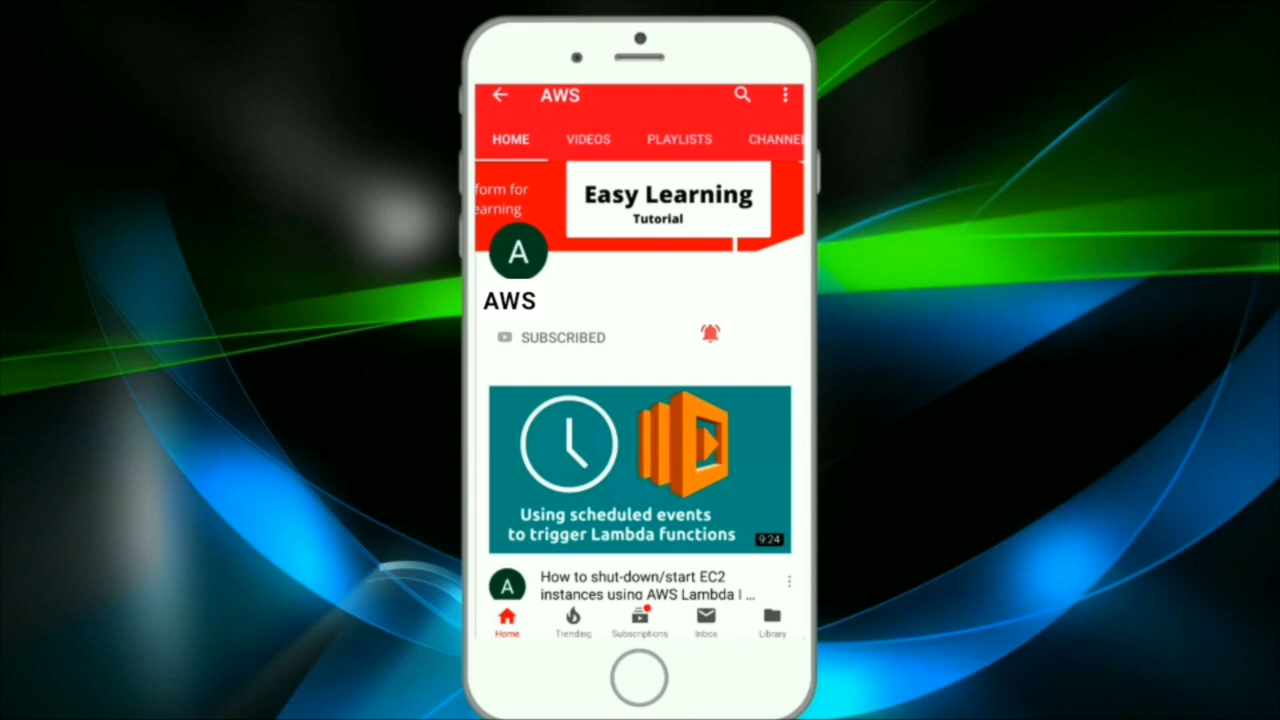 AWS
HOME VIDEOS PLAYLISTS CHANNE
form for
earning
Easy Learning
Tutorial
A
AWS
SUBSCRIBED
Using scheduled events
to trigger Lambda functions
9:24
A
How to shut-down/start EC2
instances using AWS Lambda | ...
Home Trending Subscriptions Inbox Library